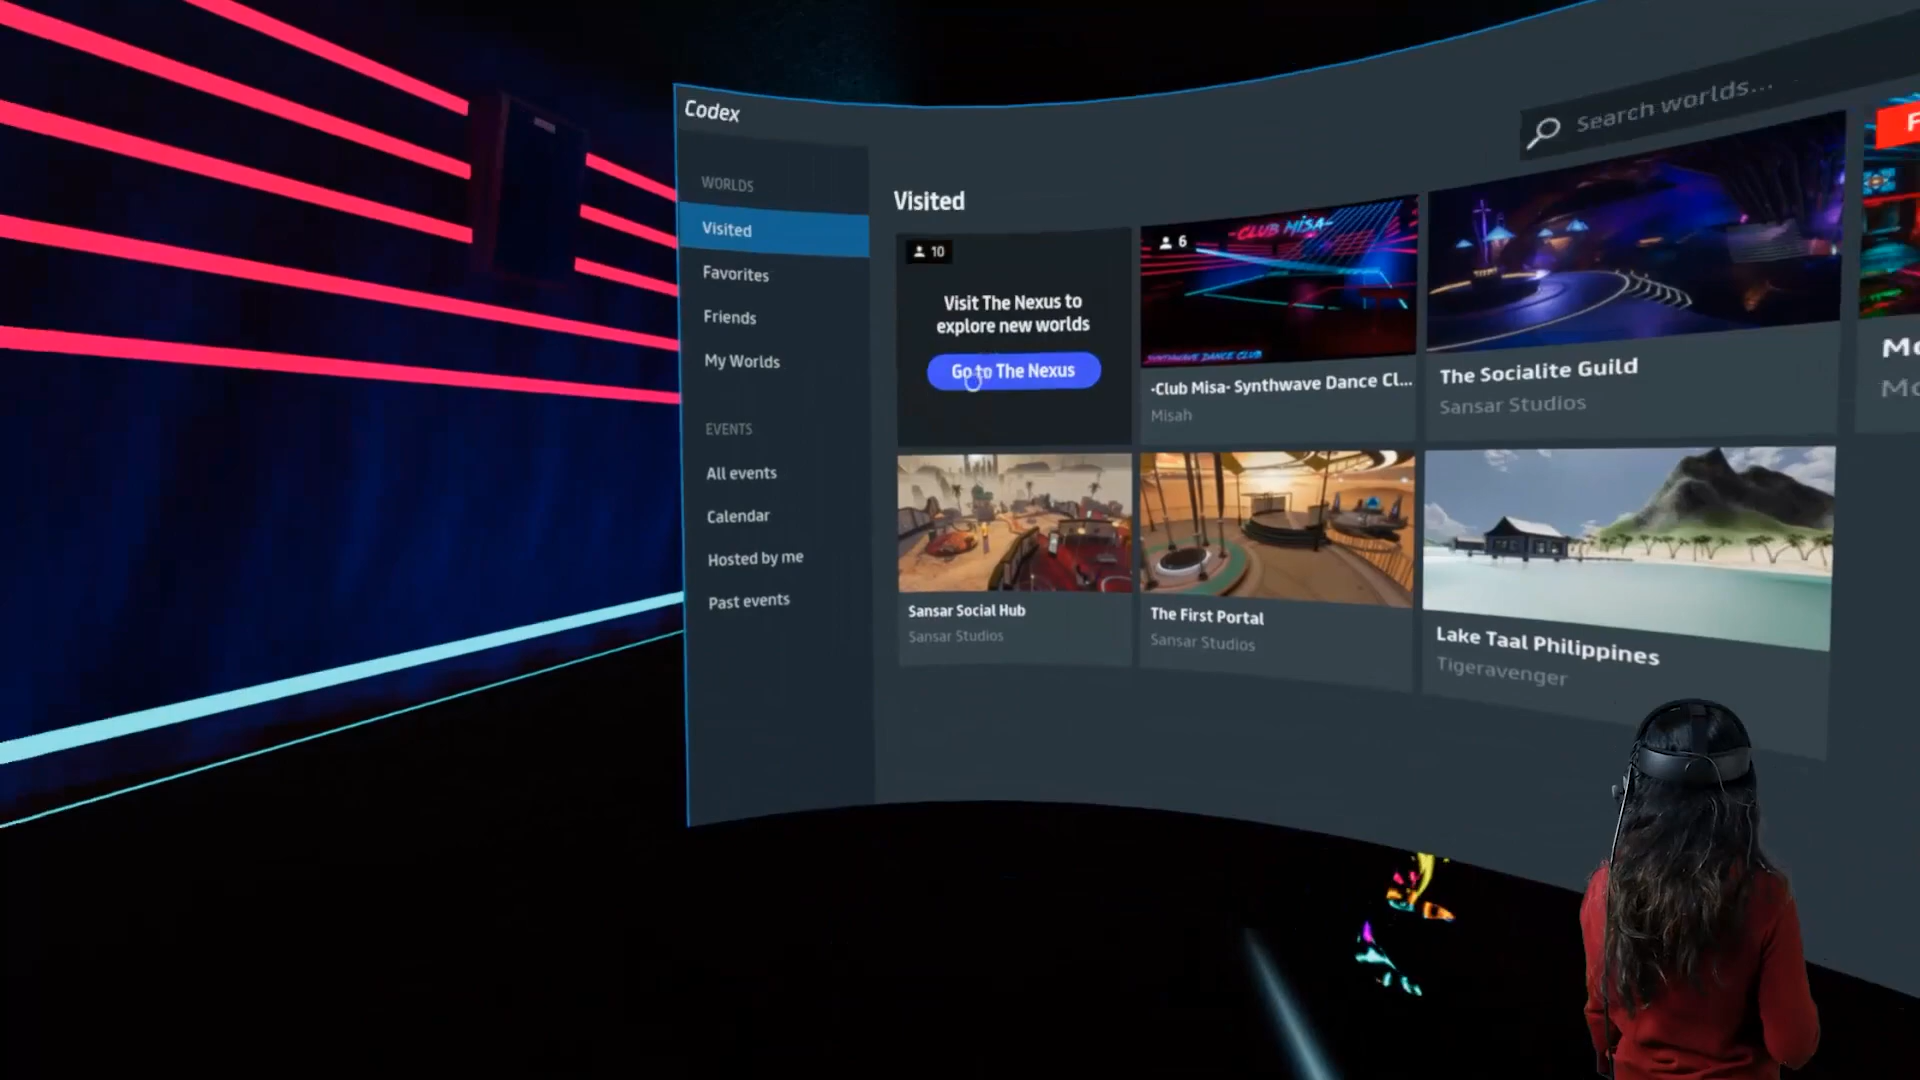 Codex
Search worlds...
WORLDS
Visited
Favorites
Friends
My Worlds
EVENTS
All events
Calendar
Hosted by me
Past events
Visited
10
Visit The Nexus to
explore new worlds
Go to The Nexus
6
-CLUB MISA-
SYNTHWAVE DANCE CLUB
-Club Misa- Synthwave Dance Cl...
Misah
The Socialite Guild
Sansar Studios
Sansar Social Hub
Sansar Studios
The First Portal
Sansar Studios
Lake Taal Philippines
Tigeravenger